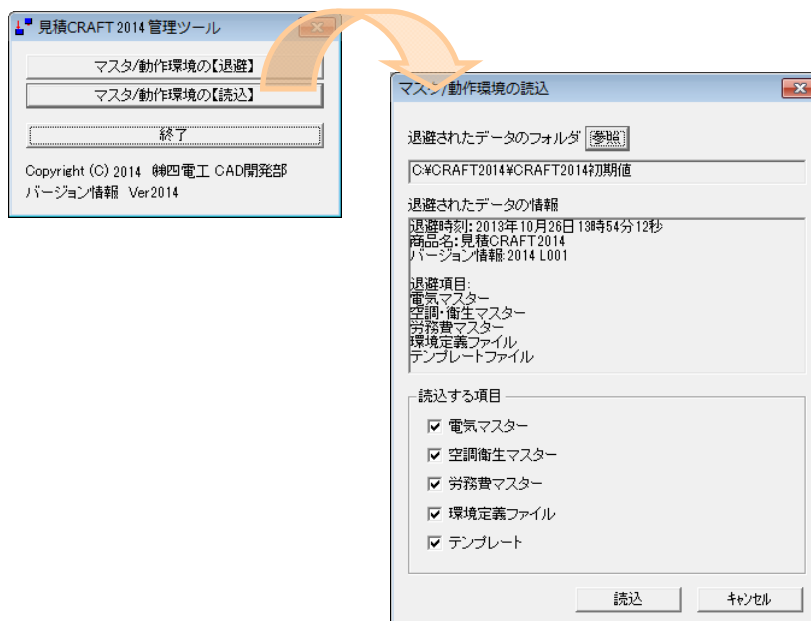 見積CRAFT 2014 管理ツール
マスタ/動作環境の【退避】
マスタ/動作環境の【読込】
終了
Copyright (C) 2014 ㈱四電工 CAD開発部
バージョン情報 Ver2014
マスタ/動作環境の読込
退避されたデータのフォルダ 参照
C:¥CRAFT2014¥CRAFT2014初期値
退避されたデータの情報
退避時刻:2013年10月26日 13時54分12秒
商品名:見積CRAFT2014
バージョン情報:2014 L001
退避項目:
電気マスター
空調・衛生マスター
労務費マスター
環境定義ファイル
テンプレートファイル
読込する項目
電気マスター
空調衛生マスター
労務費マスター
環境定義ファイル
テンプレート
読込 キャンセル